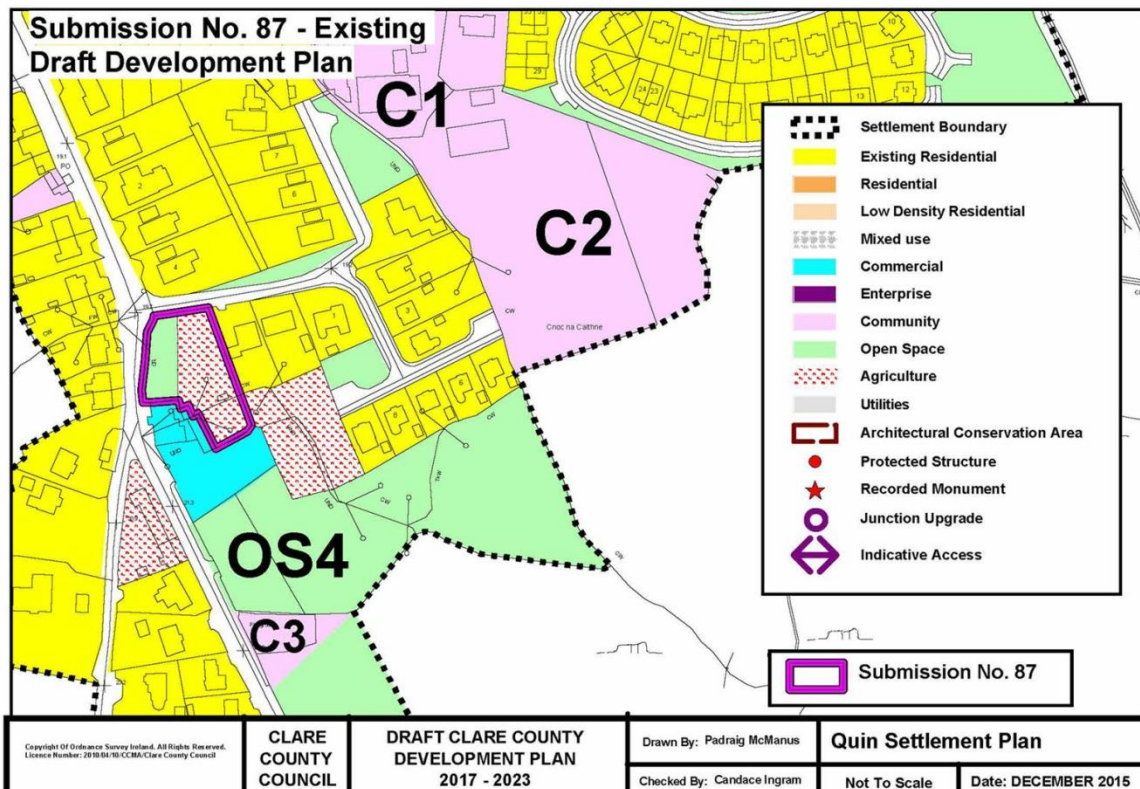 Submission No. 87 - Existing
Draft Development Plan
C1
C2
Cnoc na Caithne
OS4
C3
Settlement Boundary
Existing Residential
Residential
Low Density Residential
Mixed use
Commercial
Enterprise
Community
Open Space
Agriculture
Utilities
Architectural Conservation Area
Protected Structure
Recorded Monument
Junction Upgrade
Indicative Access
Submission No. 87
Copyright Of Ordnance Survey Ireland. All Rights Reserved.
Licence Number: 2010/04/10/CCMA/Clare County Council
CLARE
COUNTY
COUNCIL
DRAFT CLARE COUNTY
DEVELOPMENT PLAN
2017 - 2023
Drawn By: Padraig McManus
Checked By: Candace Ingram
Quin Settlement Plan
Not To Scale
Date: DECEMBER 2015